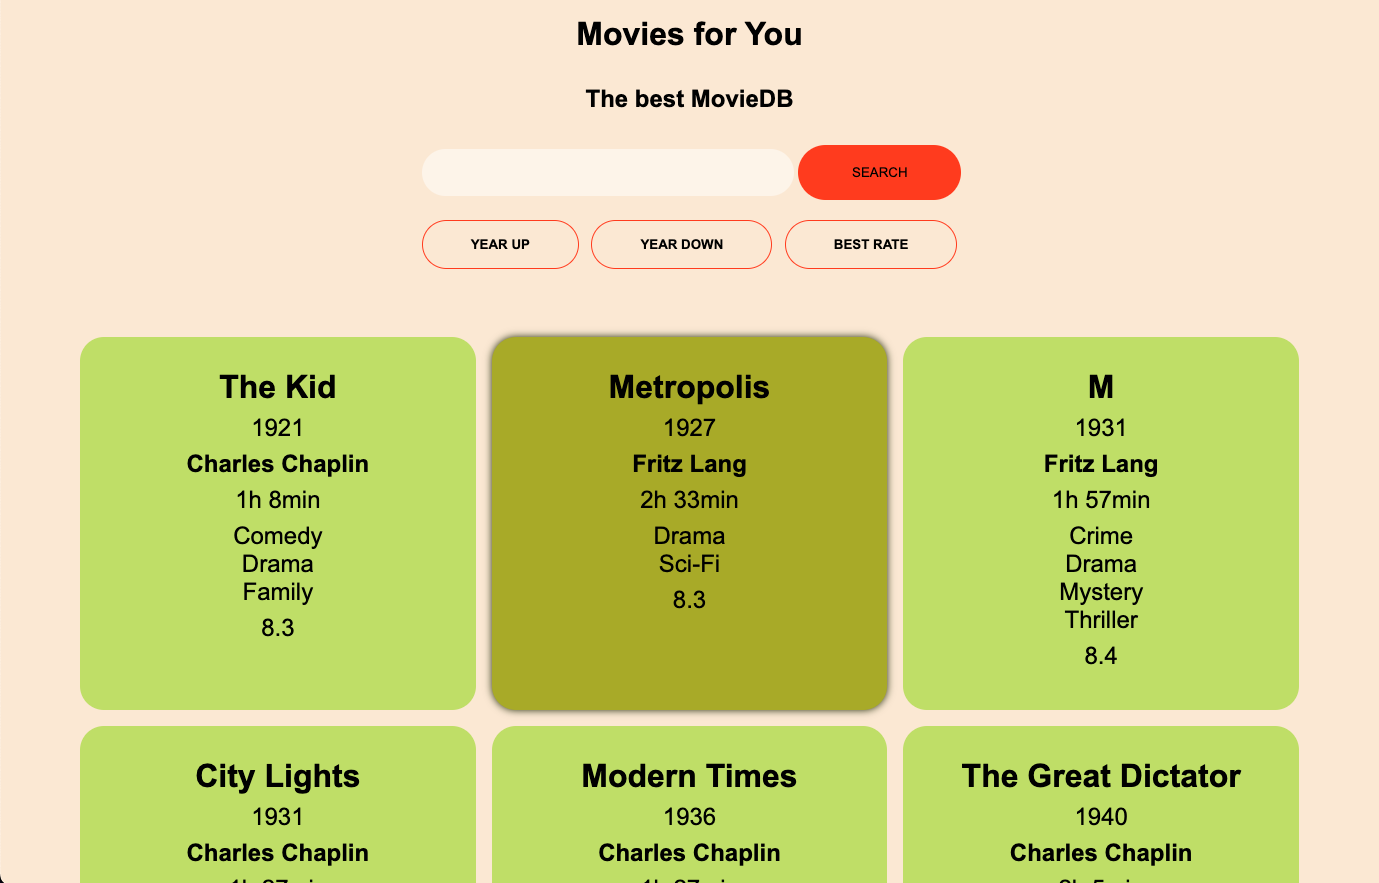 Movies for You
The best MovieDB
SEARCH
YEAR UP
YEAR DOWN
BEST RATE
The Kid
1921
Charles Chaplin
1h 8min
Comedy
Drama
Family
8.3
Metropolis
1927
Fritz Lang
2h 33min
Drama
Sci-Fi
8.3
M
1931
Fritz Lang
1h 57min
Crime
Drama
Mystery
Thriller
8.4
City Lights
1931
Charles Chaplin
Modern Times
1936
Charles Chaplin
The Great Dictator
1940
Charles Chaplin